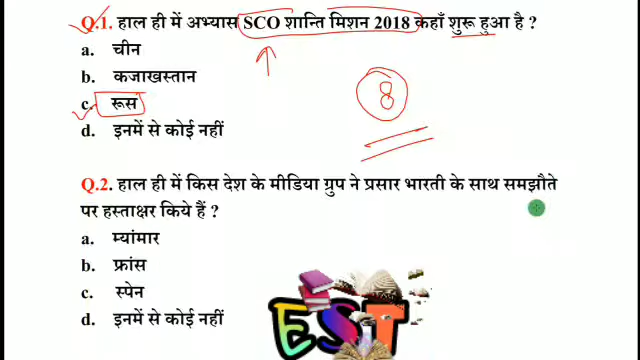 Q.1. हाल ही में अभ्यास SCO शान्ति मिशन 2018 कहाँ शुरू हुआ है ?
a. चीन
b. कजाखस्तान
c. रूस
d. इनमें से कोई नहीं
8
Q.2. हाल ही में किस देश के मीडिया ग्रुप ने प्रसार भारती के साथ समझौते
पर हस्ताक्षर किये हैं ?
a. म्यांमार
b. फ्रांस
c. स्पेन
d. इनमें से कोई नहीं
EST